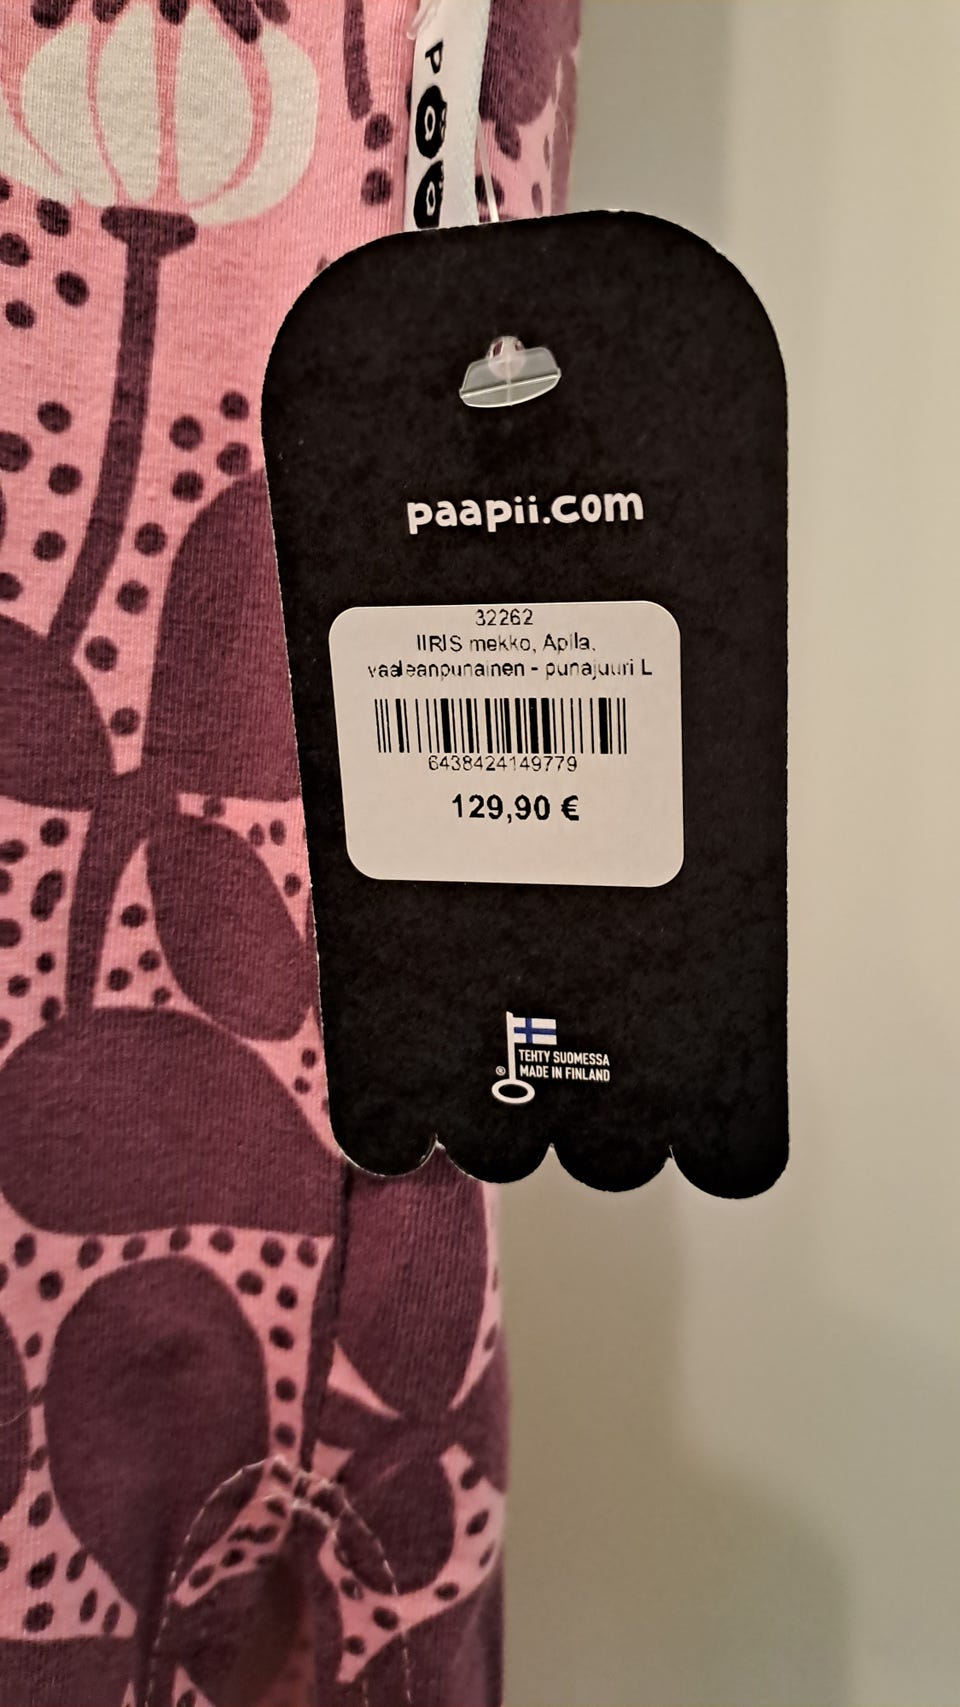 paapii.com
32262
IIRIS mekko, Apila,
vaaleanpunainen - punajuuri L
6438424149779
129,90 €
TEHTY SUOMESSA
® MADE IN FINLAND